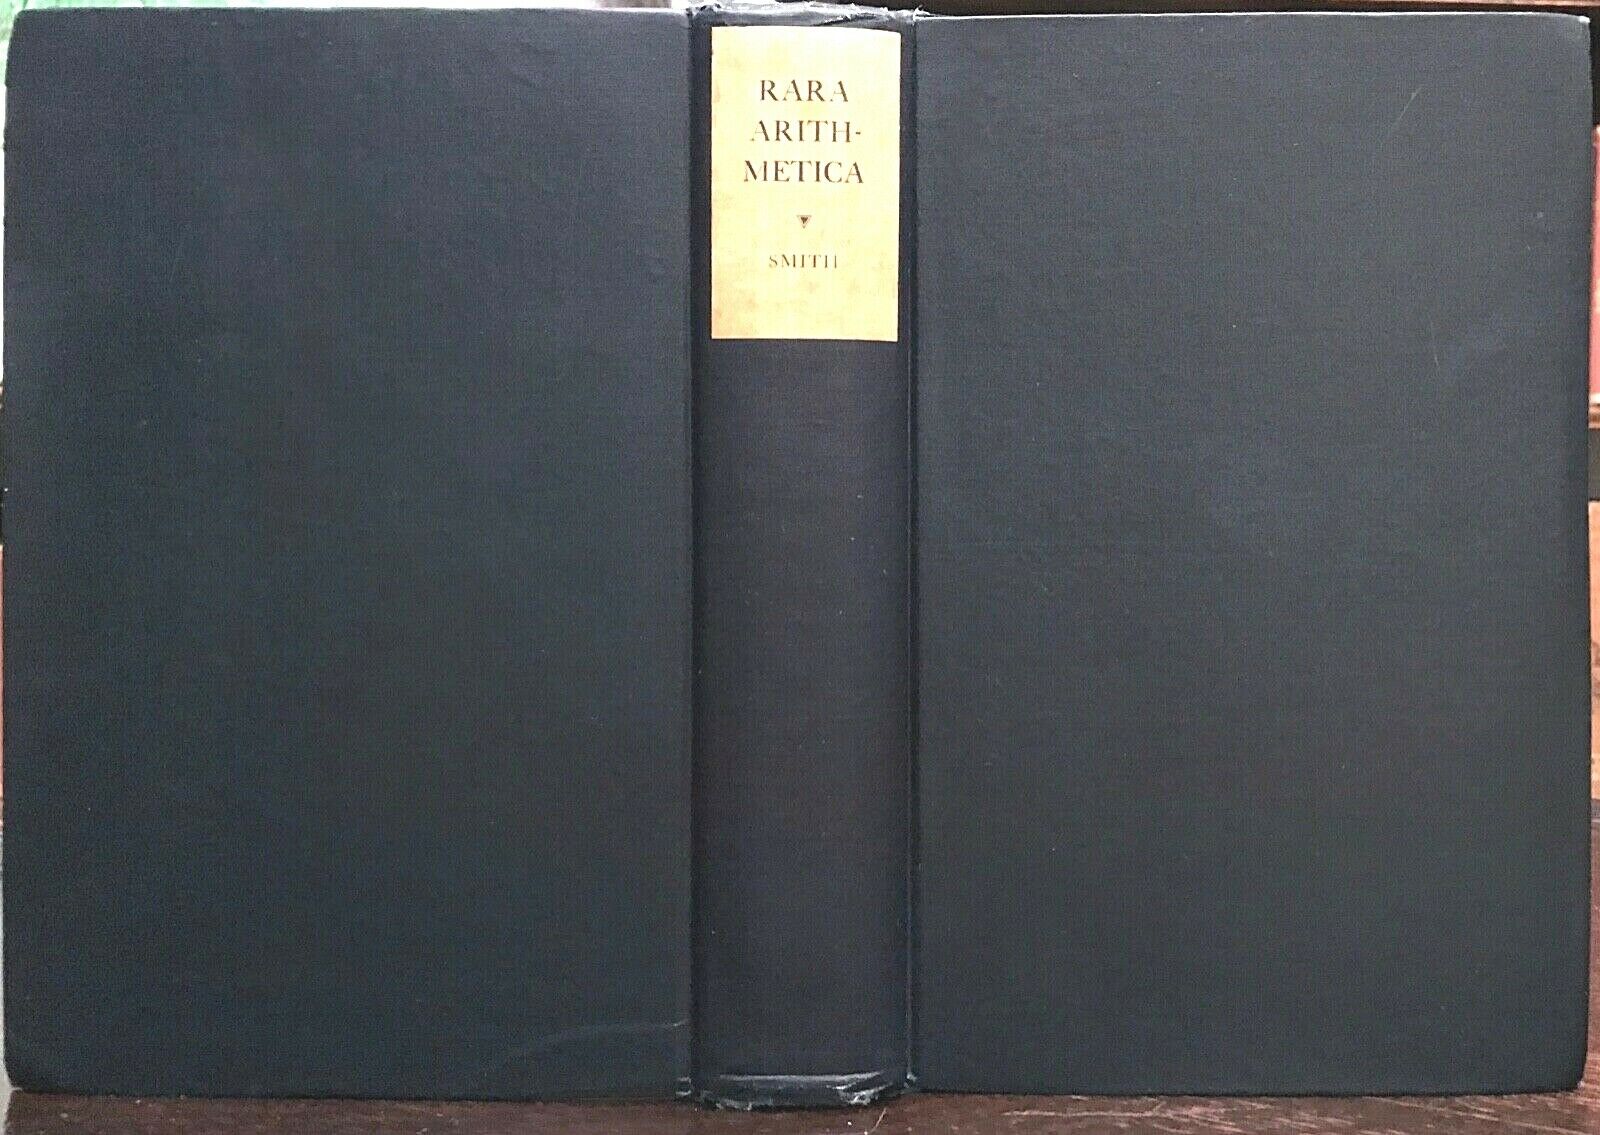 RARA
ARITH-
METICA
SMITH